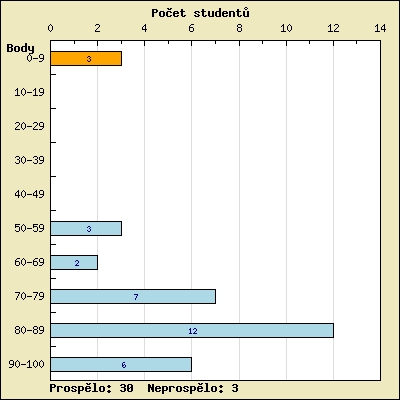 Počet studentů
0 2 4 6 8 10 12 14
Body
0-9 3
10-19
20-29
30-39
40-49
50-59 3
60-69 2
70-79 7
80-89 12
90-100 6
Prospělo: 30 Neprospělo: 3